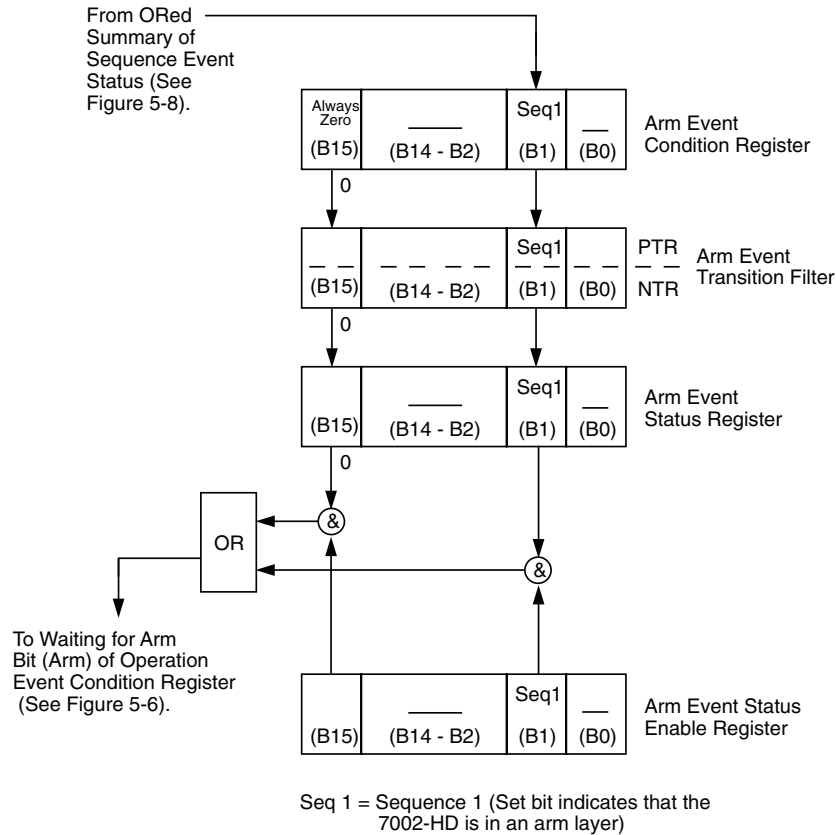 From ORed
Summary of
Sequence Event
Status (See
Figure 5-8).
Always
Zero
(B15)
(B14 - B2)
Seq1
(B1)
(B0)
Arm Event
Condition Register
0
(B15)
(B14 - B2)
Seq1
(B1)
(B0)
PTR
NTR
Arm Event
Transition Filter
0
(B15)
(B14 - B2)
Seq1
(B1)
(B0)
Arm Event
Status Register
0
&
OR
&
To Waiting for Arm
Bit (Arm) of Operation
Event Condition Register
(See Figure 5-6).
(B15)
(B14 - B2)
Seq1
(B1)
(B0)
Arm Event Status
Enable Register
Seq 1 = Sequence 1 (Set bit indicates that the
7002-HD is in an arm layer)